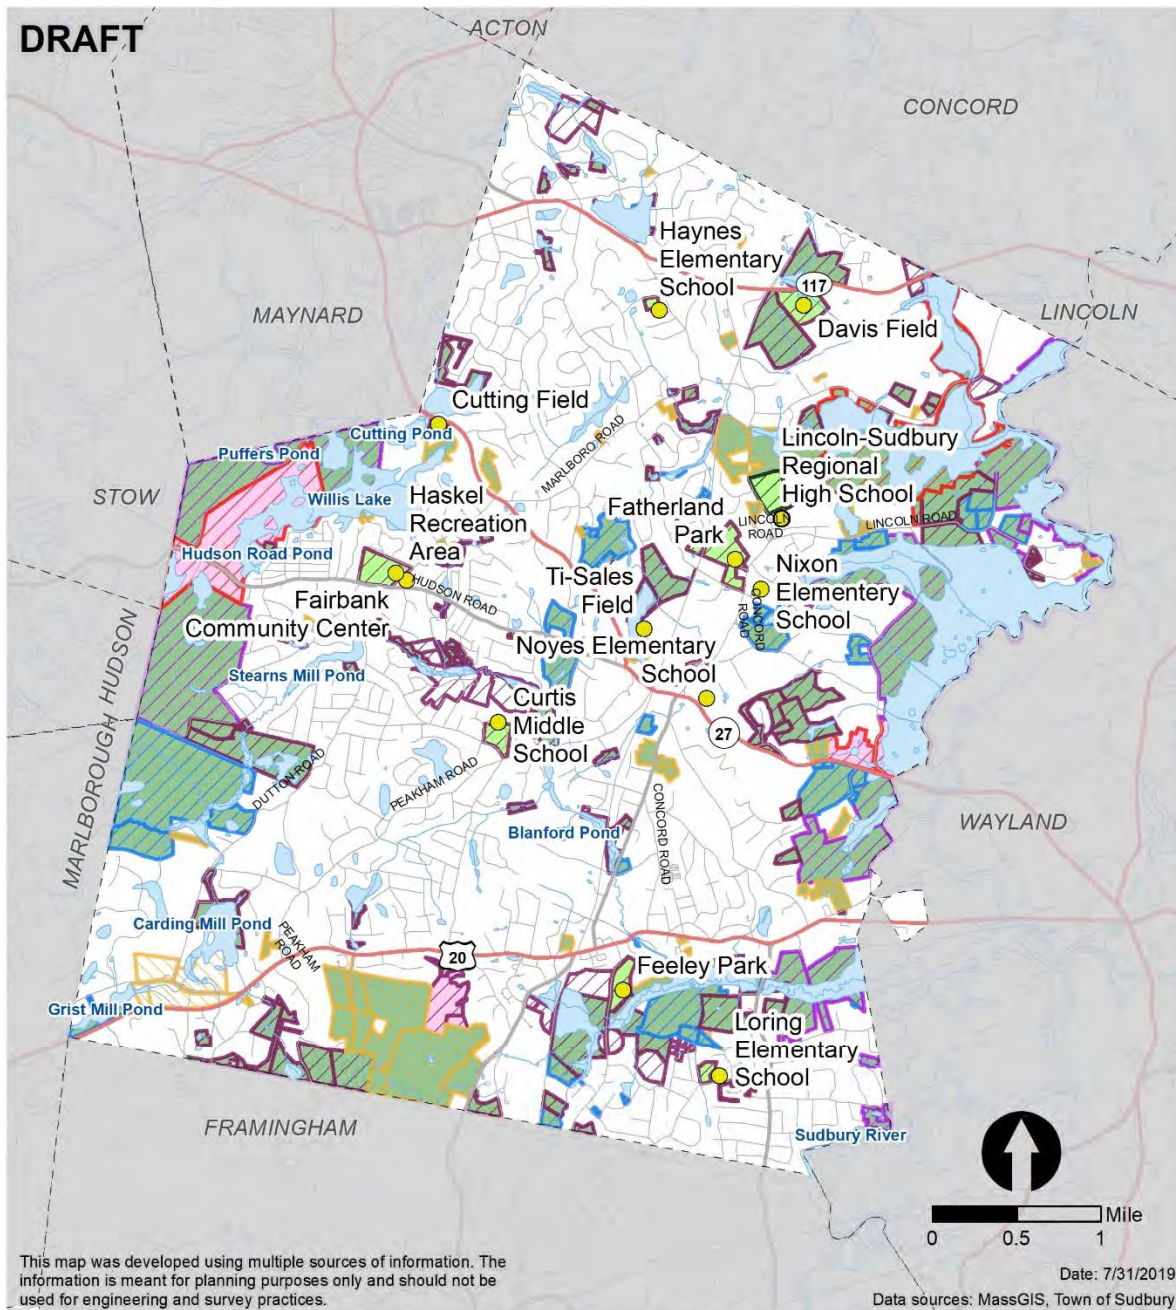 DRAFT
ACTON
CONCORD
Haynes
Elementary
School
117
MAYNARD
LINCOLN
Davis Field
Cutting Field
Cutting Pond
MARLBORO ROAD
Puffers Pond
Lincoln-Sudbury
Regional
High School
STOW
Willis Lake
Haskel
Recreation
Area
Fatherland
Park
LINCOLN
ROAD
LINCOLN ROAD
Hudson Road Pond
HUDSON ROAD
Ti-Sales
Field
Nixon
Elementery
School
Fairbank
Community Center
CONCORD
ROAD
Noyes Elementary
School
Stearns Mill Pond
HUDSON
MARLBOROUGH
Curtis
Middle
School
27
DUTTON ROAD
PEAKHAM ROAD
CONCORD ROAD
Blanford Pond
WAYLAND
Carding Mill Pond
PEAKHAM
ROAD
20
Feeley Park
Grist Mill Pond
Loring
Elementary
School
FRAMINGHAM
Sudbury River
Mile
0 0.5 1
This map was developed using multiple sources of information. The
information is meant for planning purposes only and should not be
used for engineering and survey practices.
Date: 7/31/2019
Data sources: MassGIS, Town of Sudbury